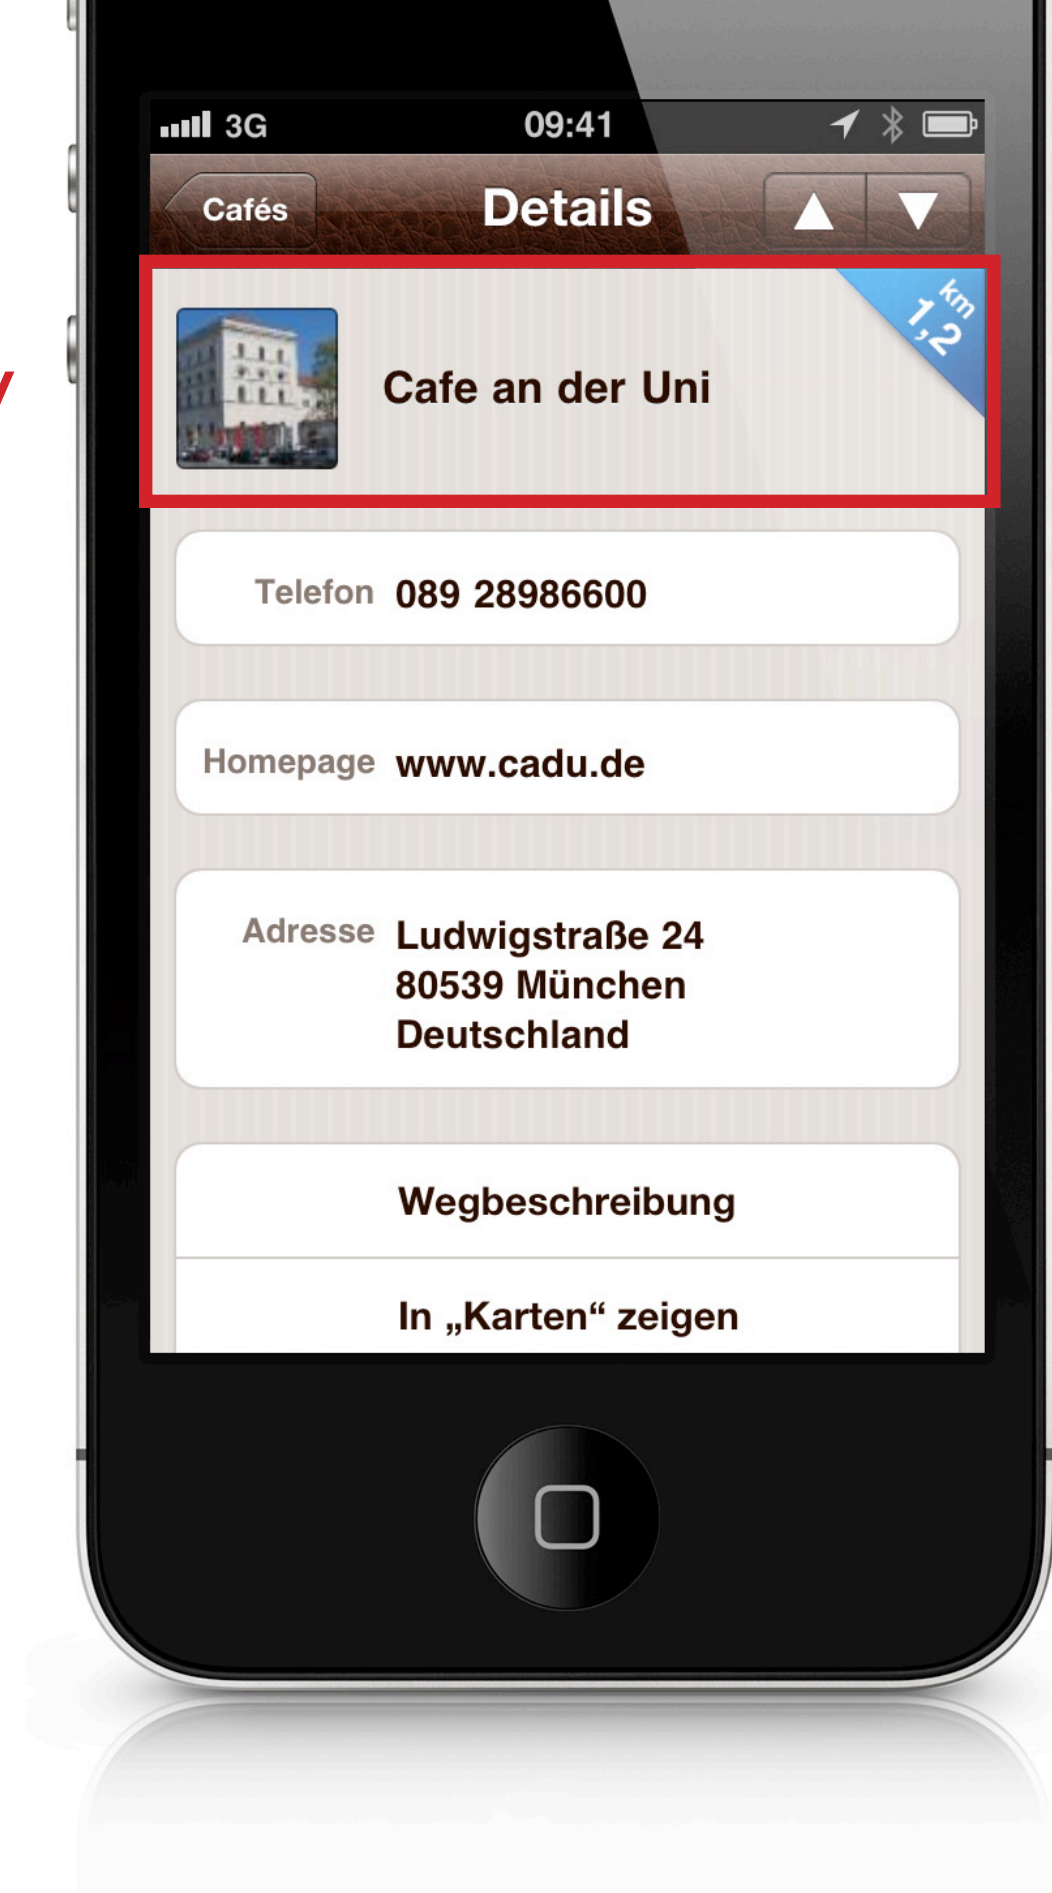 3G 09:41
Cafés Details
km
1,2
Cafe an der Uni
Telefon 089 28986600
Homepage www.cadu.de
Adresse Ludwigstraße 24
80539 München
Deutschland
Wegbeschreibung
In „Karten“ zeigen